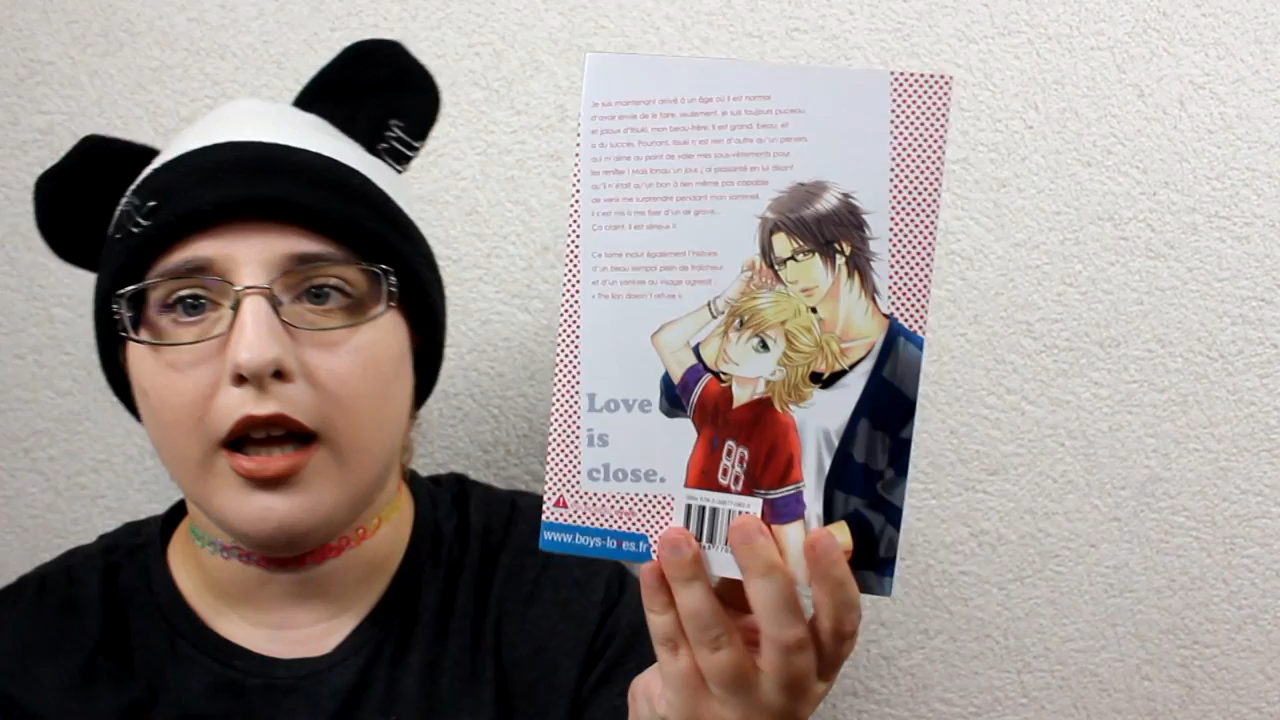 Je suis maintenant arrivé à un âge où il est normal
d'avoir envie de le faire, seulement, je suis toujours puceau
et jaloux d'Itsuki, mon beau-frère. Il est grand, beau, et
a du succès. Pourtant, Itsuki n'est rien d'autre qu'un pervers,
qui m'aime au point de voler mes sous-vêtements pour
les renifler ! Mais lorsqu'un jour, j'ai plaisanté en lui disant
qu'il n'était qu'un bon à rien même pas capable
de venir me surprendre pendant mon sommeil,
il s'est mis à me fixer d'un air grave...
Ça craint, il est sérieux !!
Ce tome inclut également l'histoire
d'un beau senpai plein de fraîcheur
et d'un yankee au visage agressif :
« The lion doesn't refuse »
Love
is
close.
88
www.boys-loves.fr